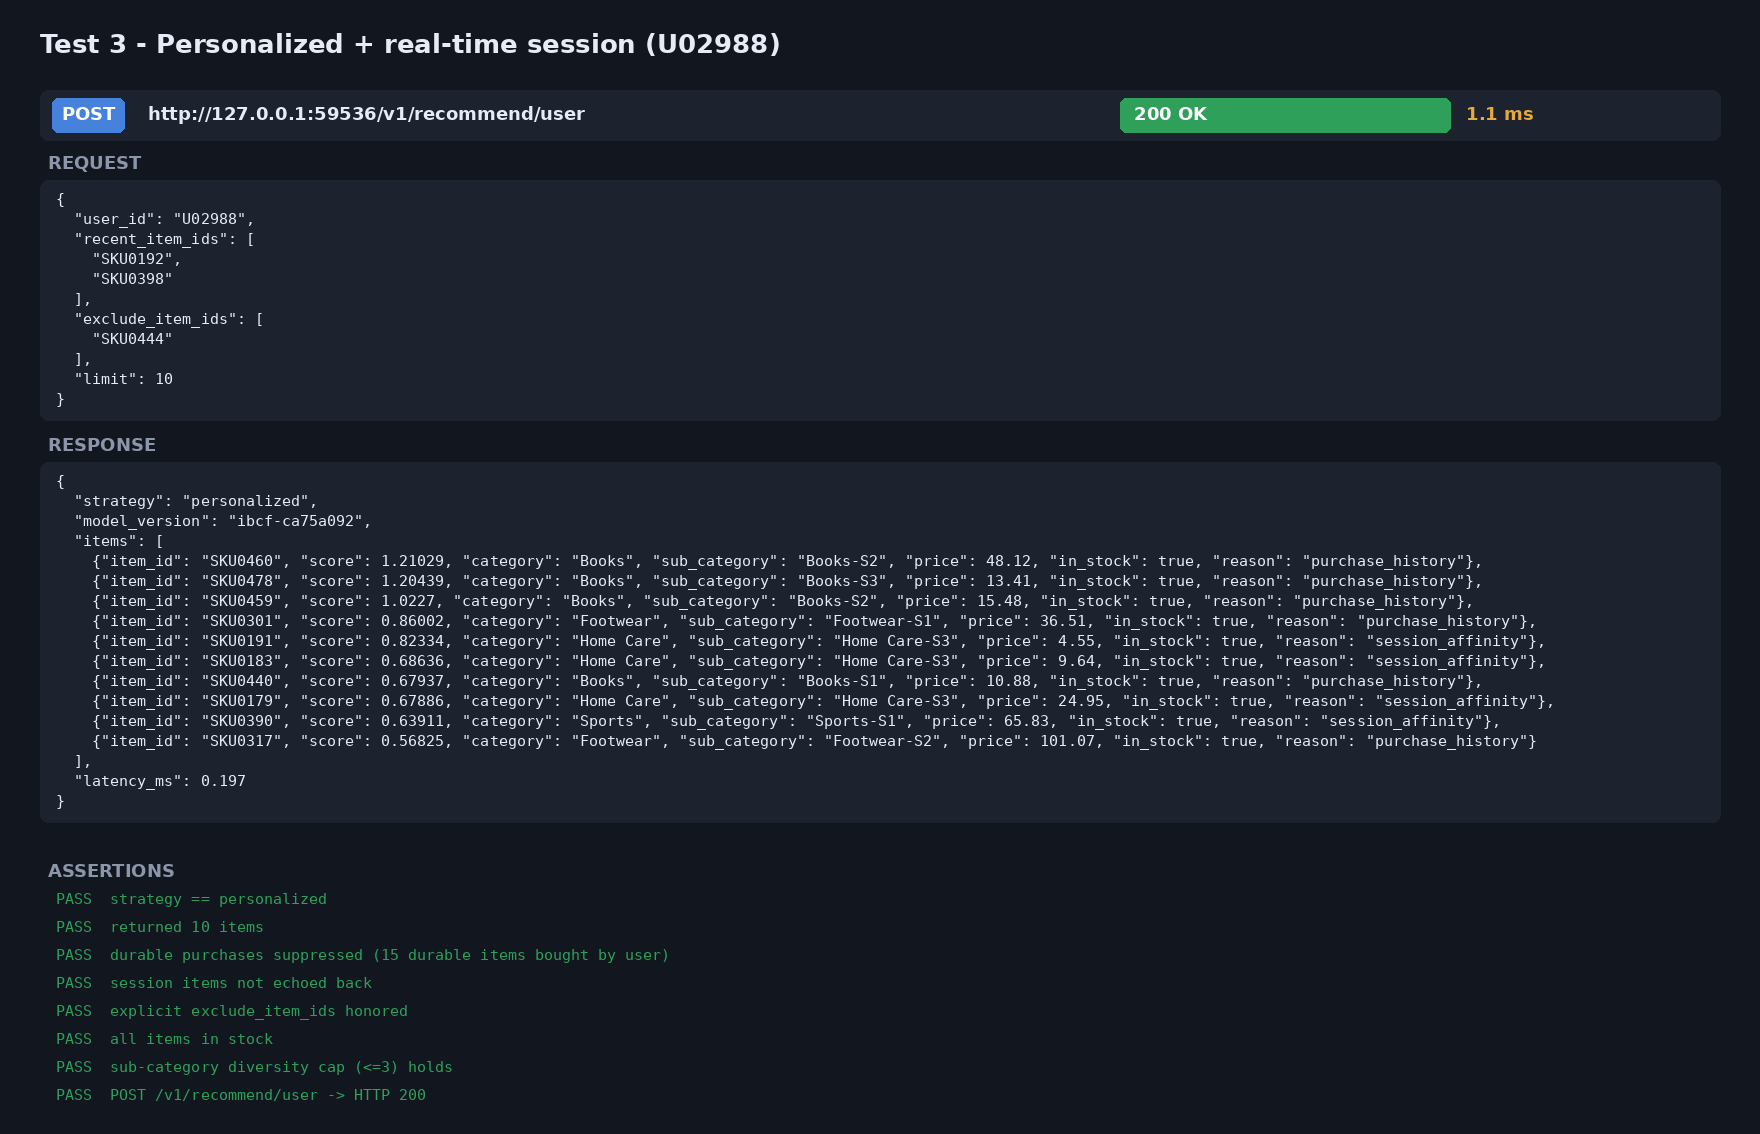 Test 3 - Personalized + real-time session (U02988)
POST http://127.0.0.1:59536/v1/recommend/user 200 OK 1.1 ms
REQUEST
{
  "user_id": "U02988",
  "recent_item_ids": [
    "SKU0192",
    "SKU0398"
  ],
  "exclude_item_ids": [
    "SKU0444"
  ],
  "limit": 10
}
RESPONSE
{
  "strategy": "personalized",
  "model_version": "ibcf-ca75a092",
  "items": [
    {"item_id": "SKU0460", "score": 1.21029, "category": "Books", "sub_category": "Books-S2", "price": 48.12, "in_stock": true, "reason": "purchase_history"},
    {"item_id": "SKU0478", "score": 1.20439, "category": "Books", "sub_category": "Books-S3", "price": 13.41, "in_stock": true, "reason": "purchase_history"},
    {"item_id": "SKU0459", "score": 1.0227, "category": "Books", "sub_category": "Books-S2", "price": 15.48, "in_stock": true, "reason": "purchase_history"},
    {"item_id": "SKU0301", "score": 0.86002, "category": "Footwear", "sub_category": "Footwear-S1", "price": 36.51, "in_stock": true, "reason": "purchase_history"},
    {"item_id": "SKU0191", "score": 0.82334, "category": "Home Care", "sub_category": "Home Care-S3", "price": 4.55, "in_stock": true, "reason": "session_affinity"},
    {"item_id": "SKU0183", "score": 0.68636, "category": "Home Care", "sub_category": "Home Care-S3", "price": 9.64, "in_stock": true, "reason": "session_affinity"},
    {"item_id": "SKU0440", "score": 0.67937, "category": "Books", "sub_category": "Books-S1", "price": 10.88, "in_stock": true, "reason": "purchase_history"},
    {"item_id": "SKU0179", "score": 0.67886, "category": "Home Care", "sub_category": "Home Care-S3", "price": 24.95, "in_stock": true, "reason": "session_affinity"},
    {"item_id": "SKU0390", "score": 0.63911, "category": "Sports", "sub_category": "Sports-S1", "price": 65.83, "in_stock": true, "reason": "session_affinity"},
    {"item_id": "SKU0317", "score": 0.56825, "category": "Footwear", "sub_category": "Footwear-S2", "price": 101.07, "in_stock": true, "reason": "purchase_history"}
  ],
  "latency_ms": 0.197
}
ASSERTIONS
PASS  strategy == personalized
PASS  returned 10 items
PASS  durable purchases suppressed (15 durable items bought by user)
PASS  session items not echoed back
PASS  explicit exclude_item_ids honored
PASS  all items in stock
PASS  sub-category diversity cap (<=3) holds
PASS  POST /v1/recommend/user -> HTTP 200